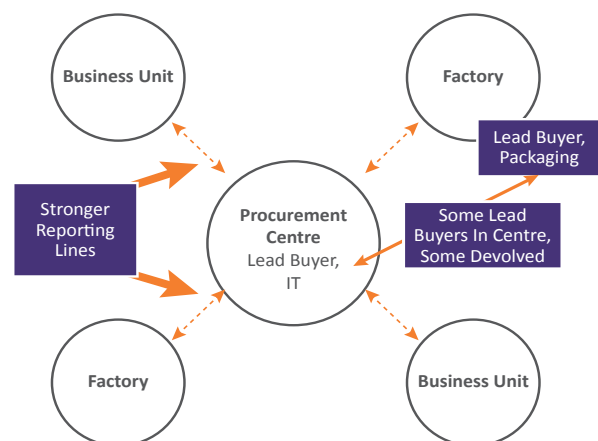 Business Unit
Factory
Lead Buyer,
Packaging
Stronger
Reporting
Lines
Procurement
Centre
Lead Buyer,
IT
Some Lead
Buyers In Centre,
Some Devolved
Factory
Business Unit